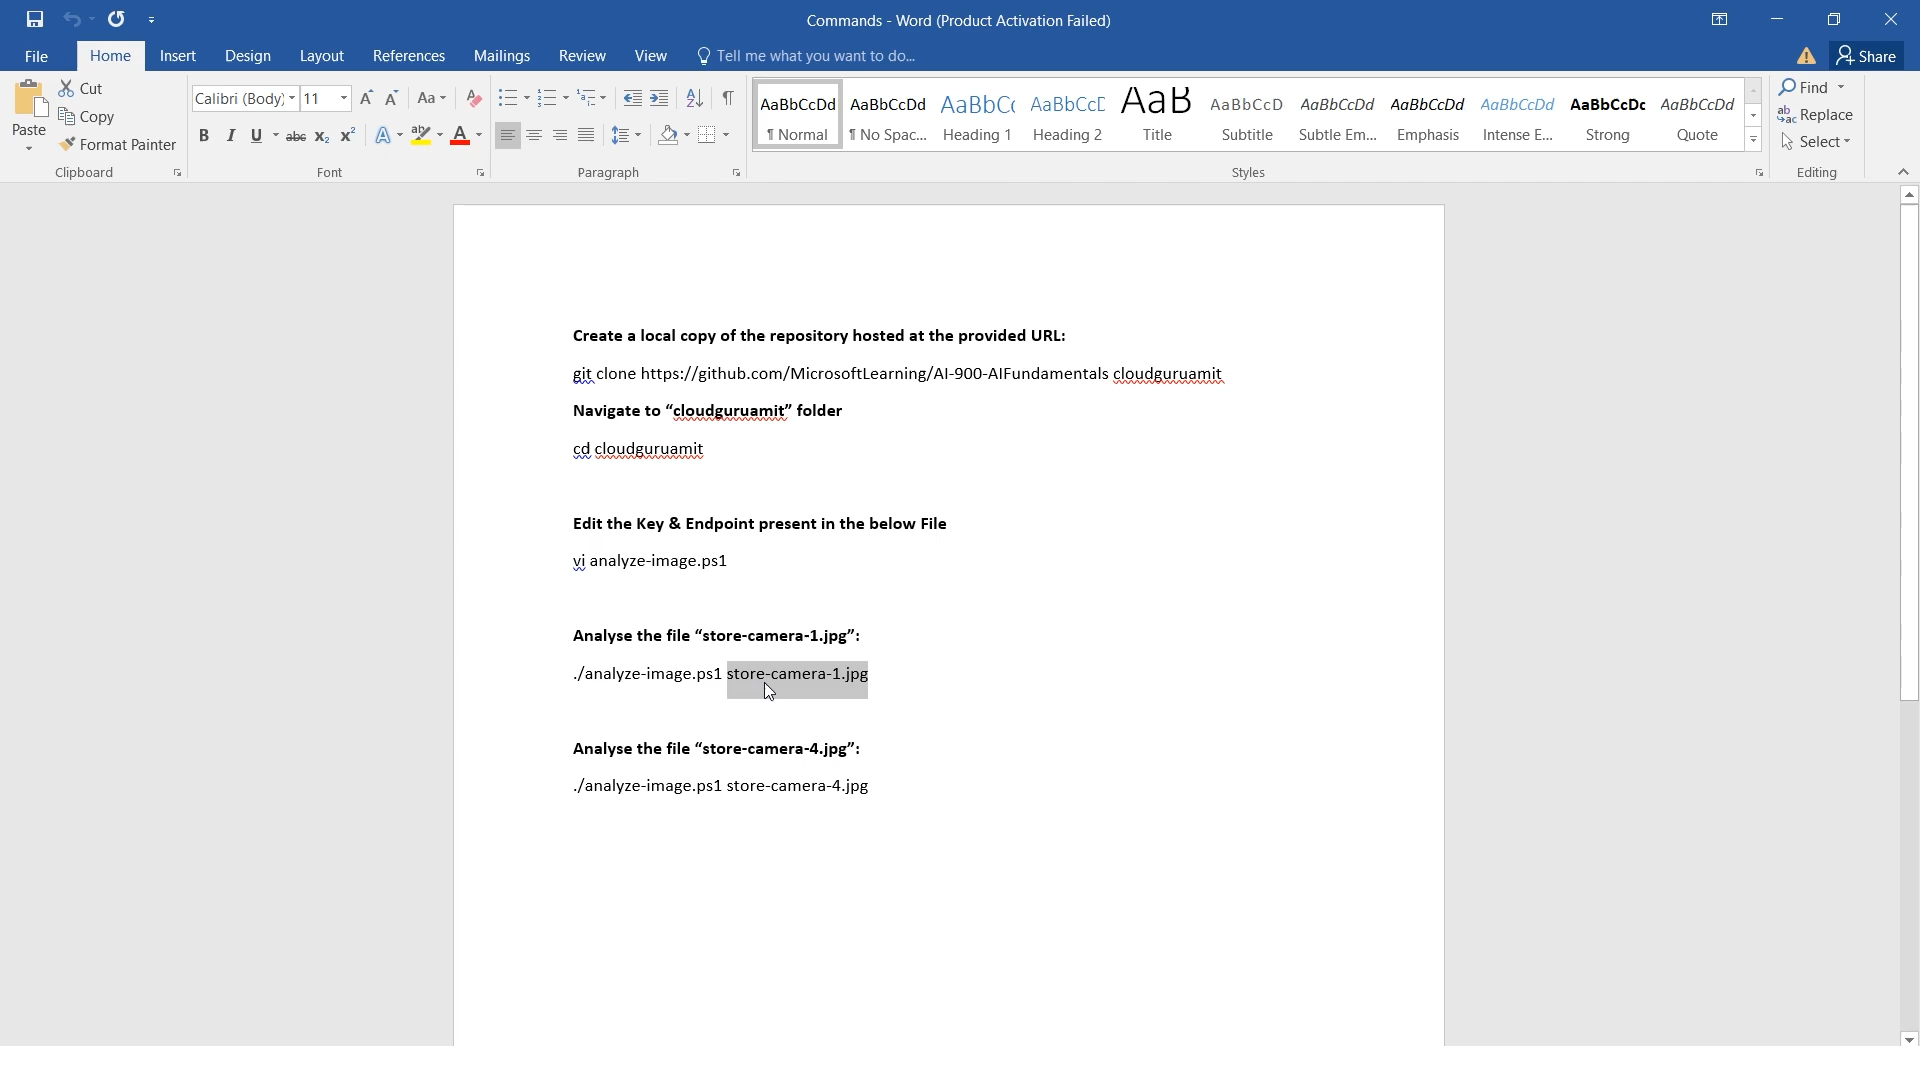 Commands - Word (Product Activation Failed)
File Home Insert Design Layout References Mailings Review View Tell me what you want to do... Share
Paste
Cut
Copy
Format Painter
Clipboard
Calibri (Body) 11
Aa
B I U abc X₂ X² A ab A
Font
Paragraph
AaBbCcDd AaBbCcDd AaBbCc AaBbCcD AaB AaBbCcD AaBbCcDd AaBbCcDd AaBbCcDd AaBbCcDc AaBbCcDd
¶ Normal ¶ No Spac... Heading 1 Heading 2 Title Subtitle Subtle Em... Emphasis Intense E... Strong Quote
Styles
Find
Replace
Select
Editing
Create a local copy of the repository hosted at the provided URL:
git clone https://github.com/MicrosoftLearning/AI-900-AIFundamentals cloudguruamit
Navigate to “cloudguruamit” folder
cd cloudguruamit
Edit the Key & Endpoint present in the below File
vi analyze-image.ps1
Analyse the file “store-camera-1.jpg”:
./analyze-image.ps1 store-camera-1.jpg
Analyse the file “store-camera-4.jpg”:
./analyze-image.ps1 store-camera-4.jpg